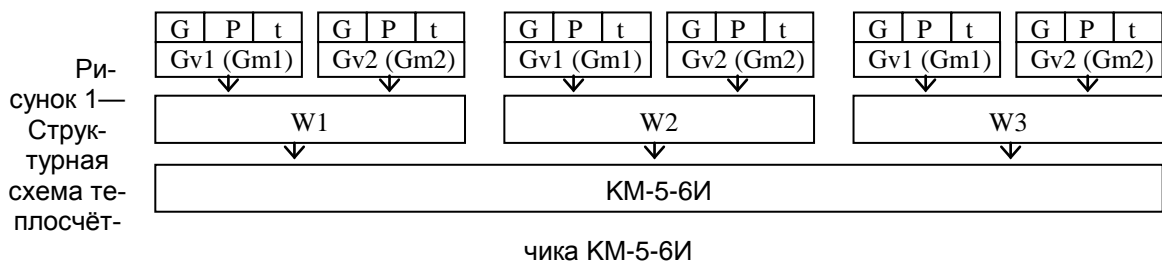 G P t G P t G P t G P t G P t G P t
Gv1 (Gm1) Gv2 (Gm2) Gv1 (Gm1) Gv2 (Gm2) Gv1 (Gm1) Gv2 (Gm2)
W1 W2 W3
КМ-5-6И
Ри-
сунок 1—
Струк-
турная
схема те-
плосчёт-
чика КМ-5-6И